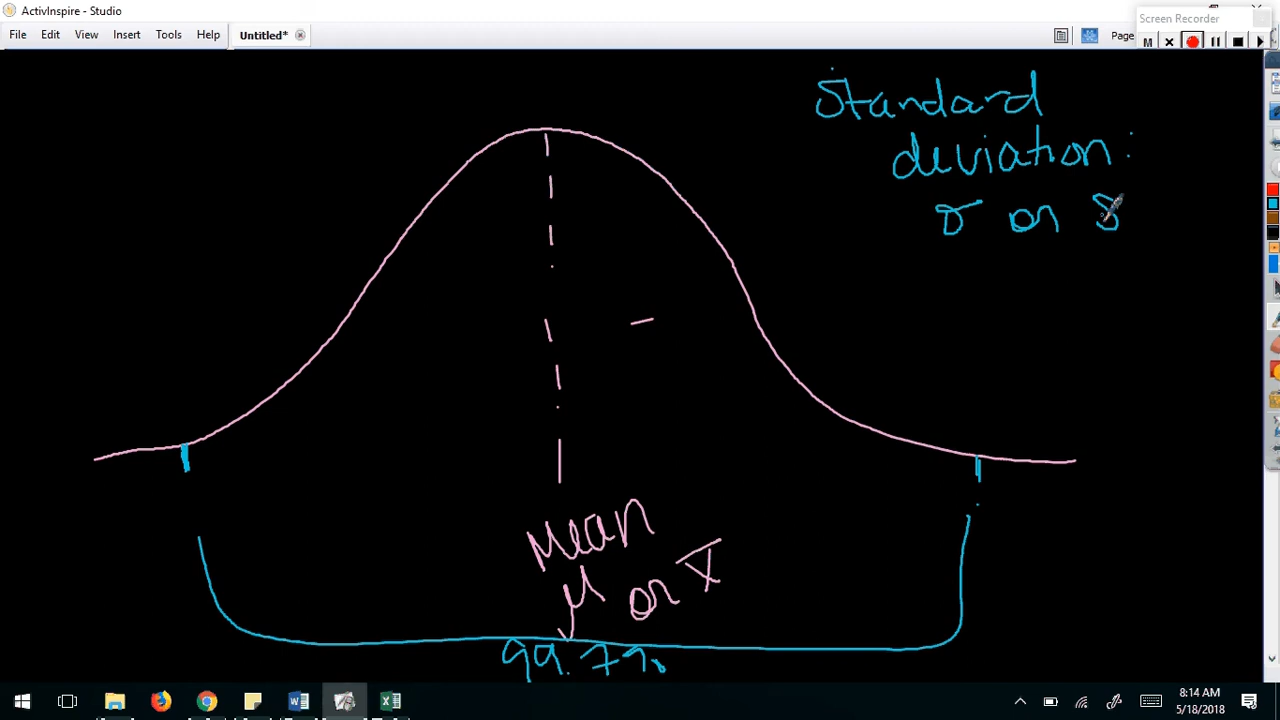 ActivInspire - Studio
Screen Recorder
File Edit View Insert Tools Help Untitled* Page
M
Standard
deviation:
σ or s
Mean
μ or x̄
99.7%
8:14 AM
5/18/2018